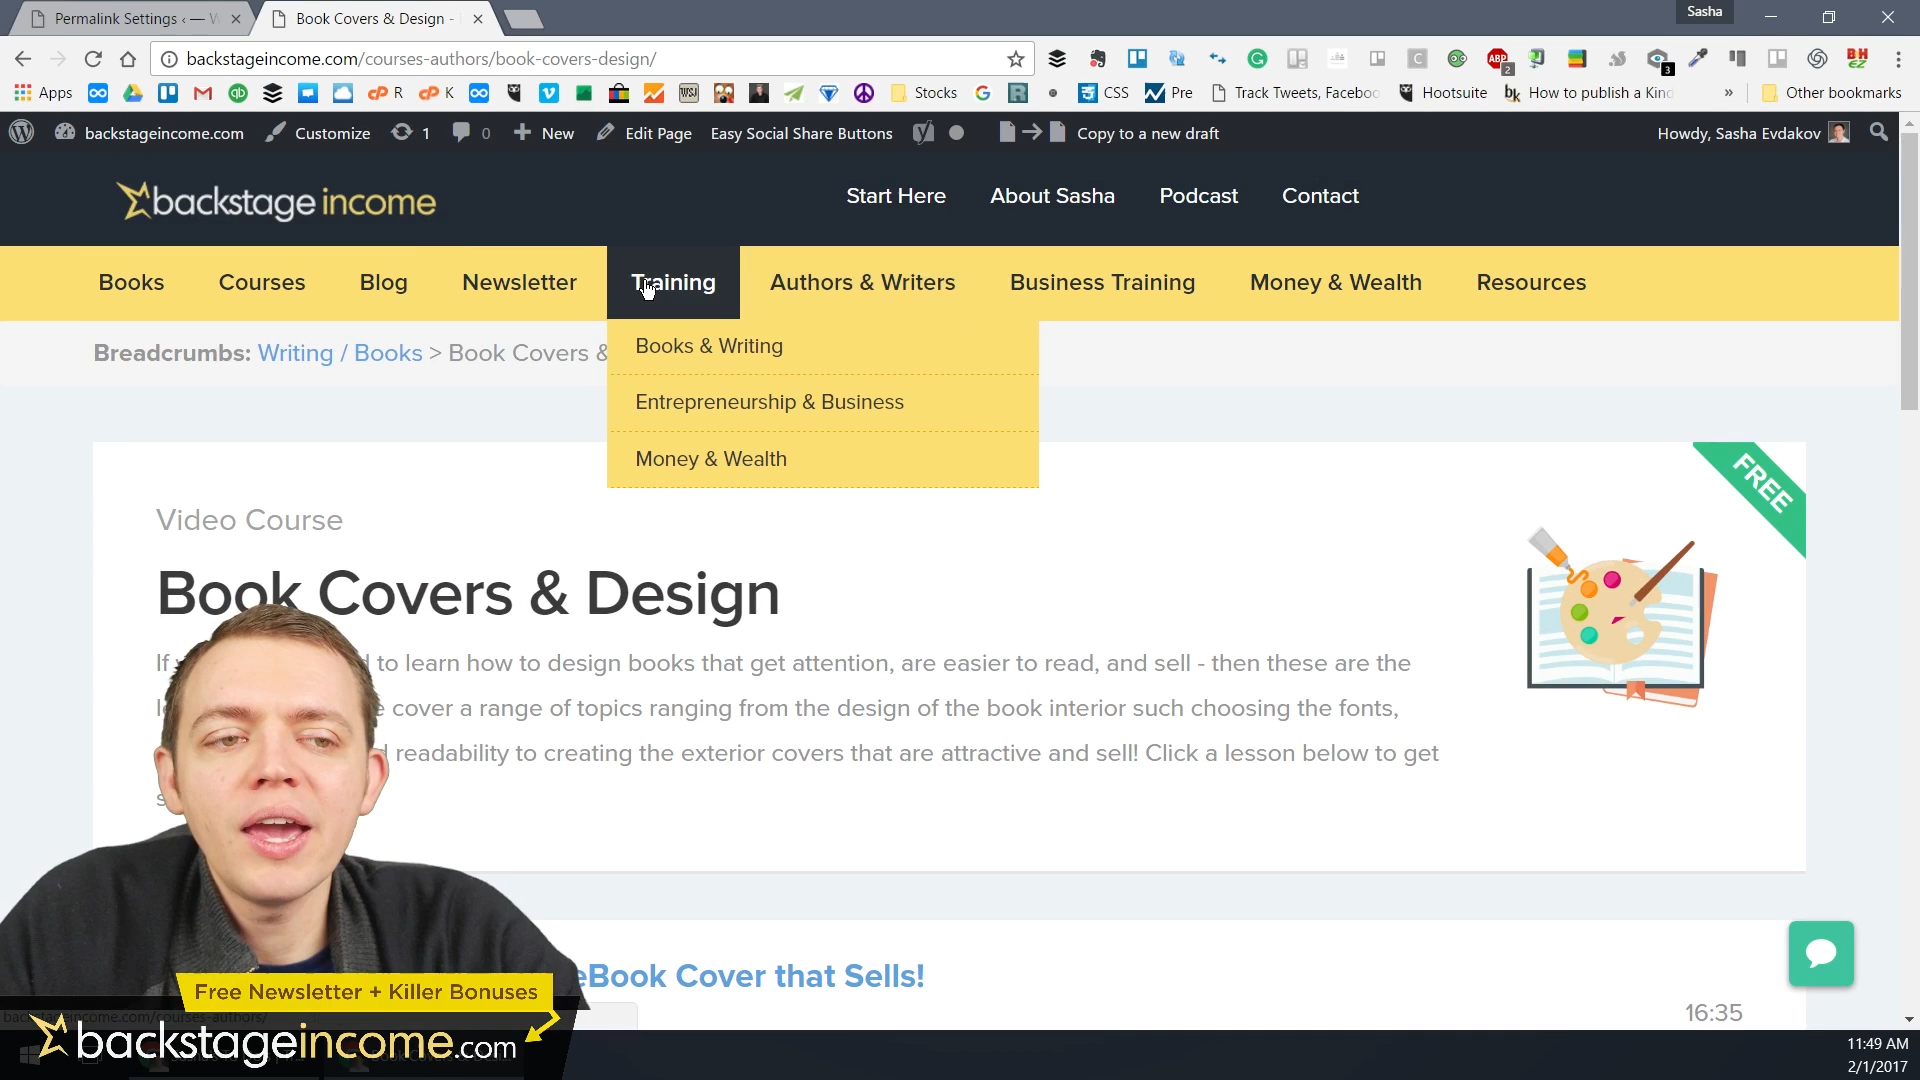 Permalink Settings ‹ — W
Book Covers & Design -
Sasha
backstageincome.com/courses-authors/book-covers-design/
Apps
R
K
Stocks
CSS
Pre
Track Tweets, Faceboo
Hootsuite
How to publish a Kind
»
Other bookmarks
backstageincome.com
Customize
1
0
New
Edit Page
Easy Social Share Buttons
Copy to a new draft
Howdy, Sasha Evdakov
backstage income
Start Here
About Sasha
Podcast
Contact
Books
Courses
Blog
Newsletter
Training
Authors & Writers
Business Training
Money & Wealth
Resources
Breadcrumbs: Writing / Books > Book Covers &
Books & Writing
Entrepreneurship & Business
Money & Wealth
FREE
Video Course
Book Covers & Design
to learn how to design books that get attention, are easier to read, and sell - then these are the
cover a range of topics ranging from the design of the book interior such choosing the fonts,
readability to creating the exterior covers that are attractive and sell! Click a lesson below to get
eBook Cover that Sells!
16:35
Free Newsletter + Killer Bonuses
backstageincome.com/courses-authors/
backstageincome.com
11:49 AM
2/1/2017